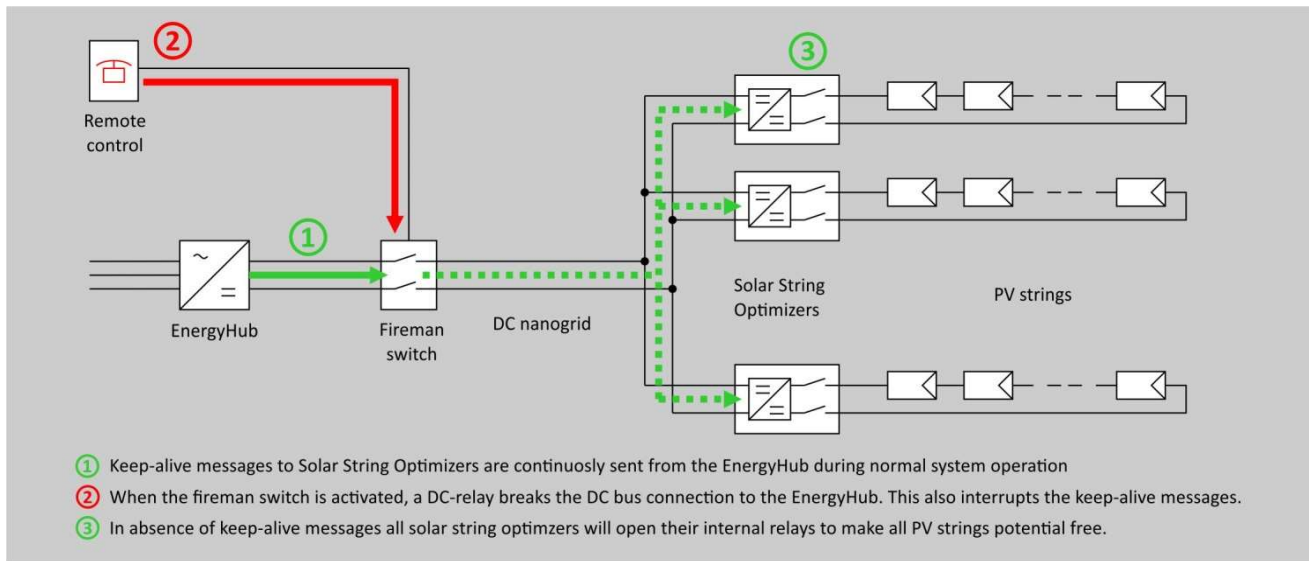 2
3
Remote
control
1
EnergyHub
Fireman
switch
DC nanogrid
Solar String
Optimizers
PV strings
1 Keep-alive messages to Solar String Optimizers are continuosly sent from the EnergyHub during normal system operation
2 When the fireman switch is activated, a DC-relay breaks the DC bus connection to the EnergyHub. This also interrupts the keep-alive messages.
3 In absence of keep-alive messages all solar string optimzers will open their internal relays to make all PV strings potential free.